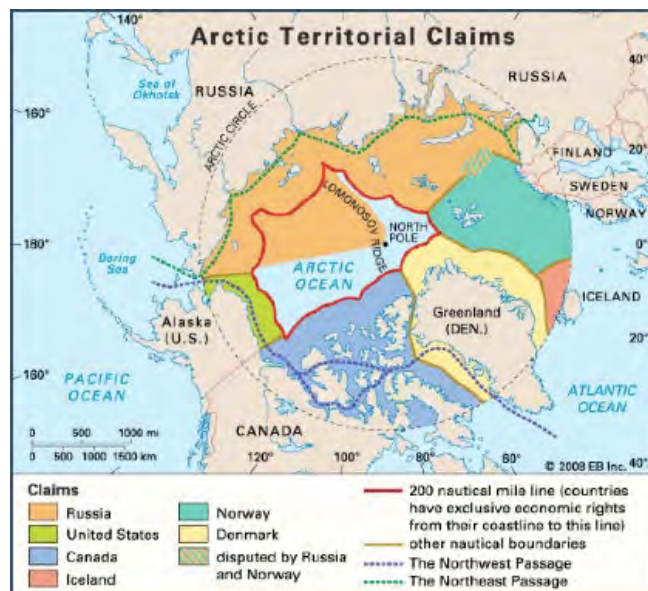 Arctic Territorial Claims
140°
Sea of
Okhotsk
RUSSIA
RUSSIA
40°
160°
ARCTIC CIRCLE
FINLAND
20°
SWEDEN
NORWAY
LOMONOSOV RIDGE
NORTH
POLE
180°
0°
Bering
Sea
ARCTIC
OCEAN
Alaska
(U.S.)
Greenland
(DEN.)
ICELAND
20°
160°
PACIFIC
OCEAN
ATLANTIC
OCEAN
CANADA
0 500 1000 mi
0 500 1000 1500 km
120°
100°
80°
60°
© 2008 EB Inc.
Claims
Russia
United States
Canada
Iceland
Norway
Denmark
disputed by Russia
and Norway
200 nautical mile line (countries
have exclusive economic rights
from their coastline to this line)
other nautical boundaries
The Northwest Passage
The Northeast Passage